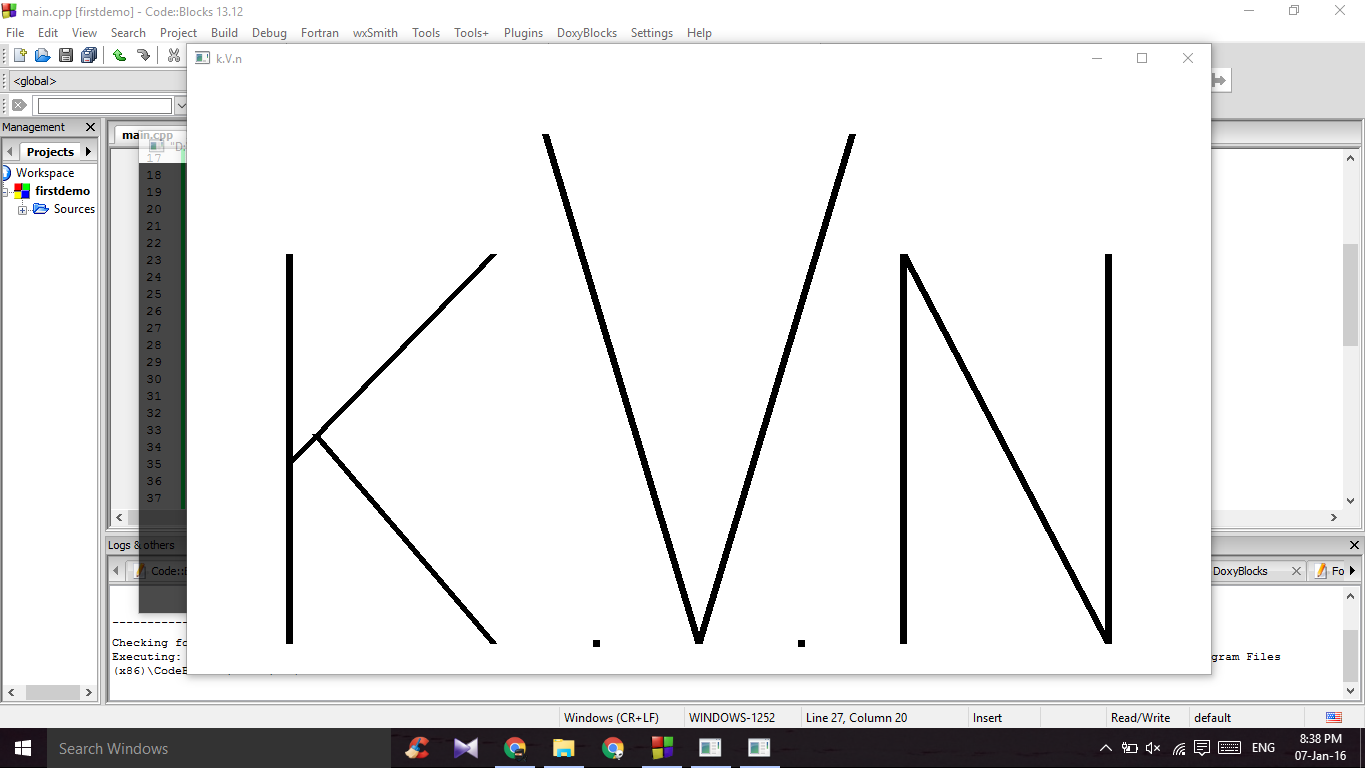 main.cpp [firstdemo] - Code::Blocks 13.12
File Edit View Search Project Build Debug Fortran wxSmith Tools Tools+ Plugins DoxyBlocks Settings Help
k.V.n
<global>
Management
main.cpp
Projects
Workspace
firstdemo
Sources
17
18
19
20
21
22
23
24
25
26
27
28
29
30
31
32
33
34
35
36
37
K.V.N
Logs & others
DoxyBlocks
Fo
Checking
Executing:
gram Files
(x86)
Windows (CR+LF) WINDOWS-1252 Line 27, Column 20 Insert Read/Write default
Search Windows
ENG
8:38 PM
07-Jan-16